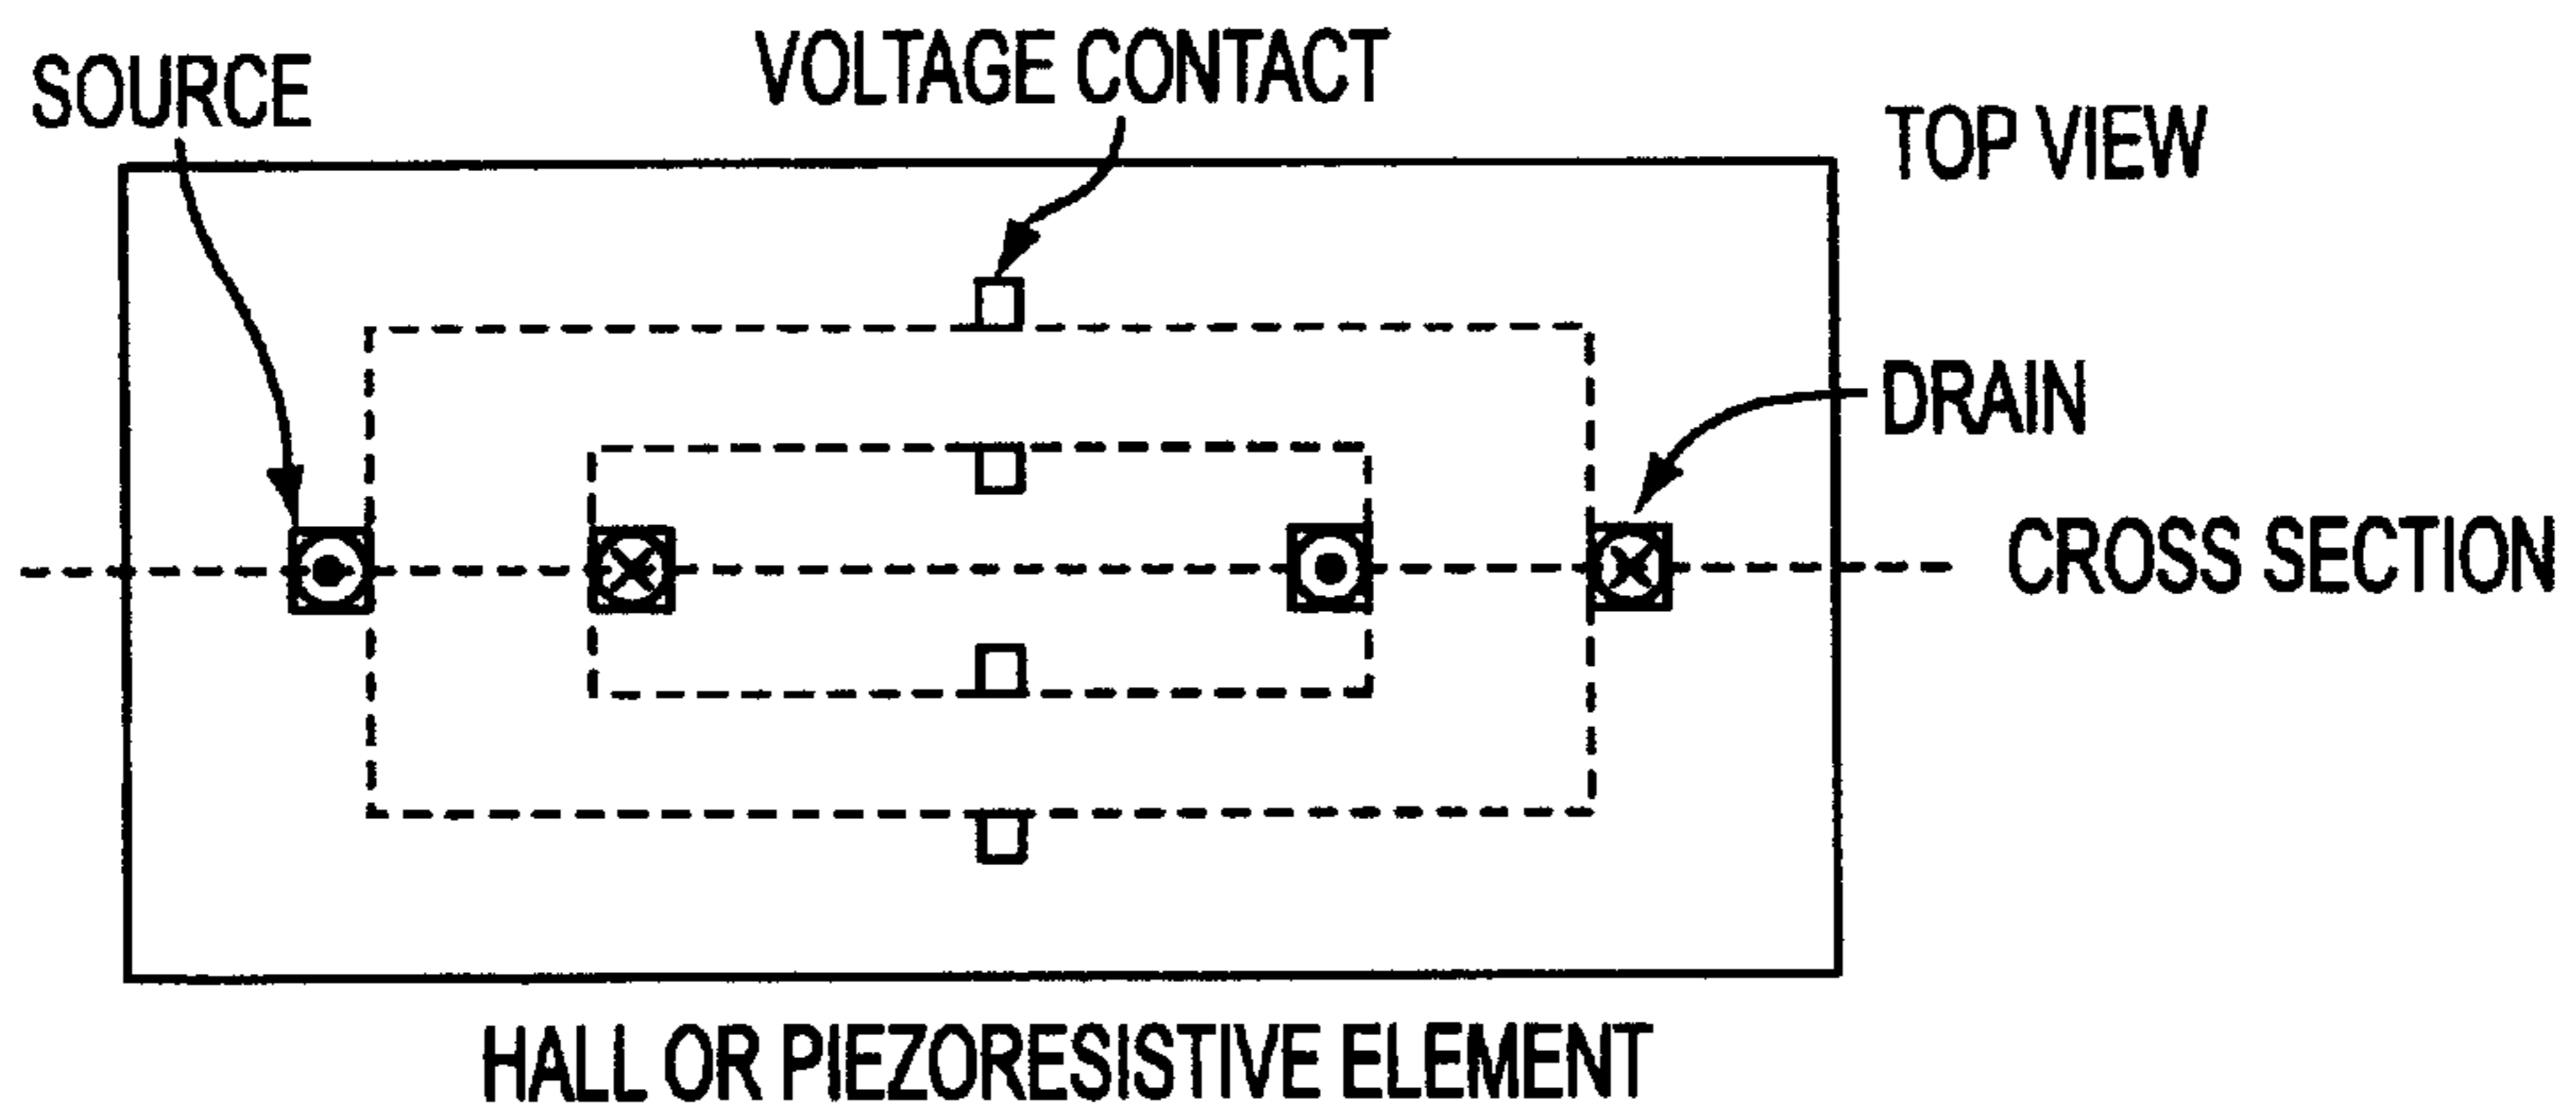 SOURCE
VOLTAGE CONTACT
TOP VIEW
DRAIN
CROSS SECTION
HALL OR PIEZORESISTIVE ELEMENT